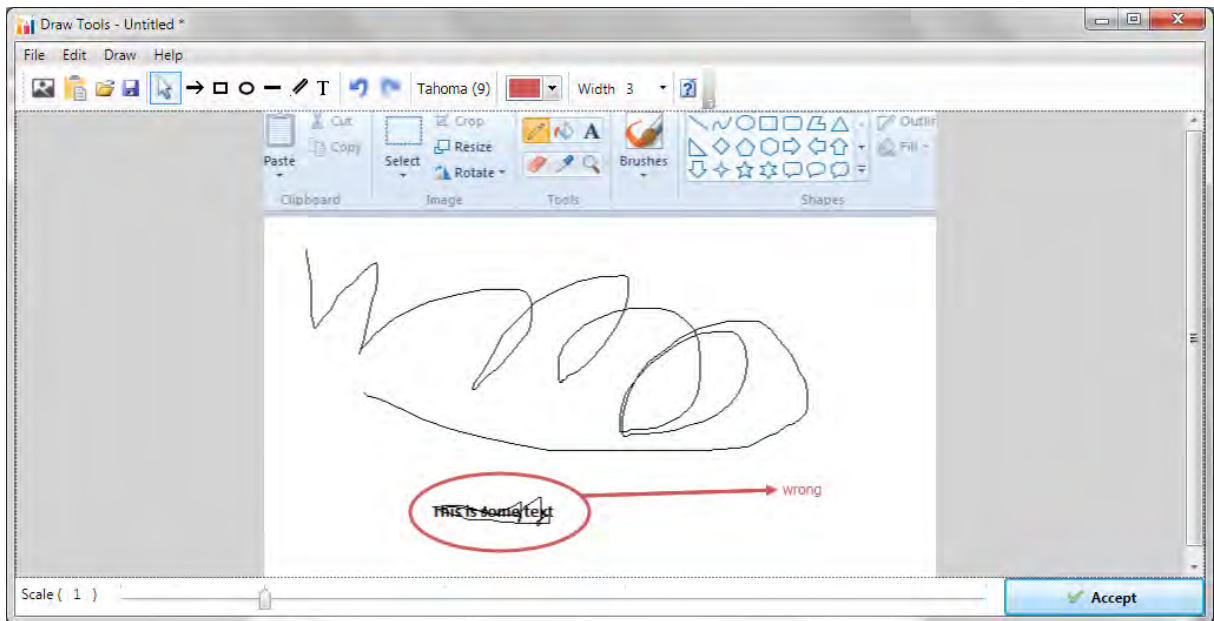 Draw Tools - Untitled *
File Edit Draw Help
T Tahoma (9) Width 3
Cut Crop A Outlin
Copy Resize Fill
Paste Select Rotate Brushes
Clipboard Image Tools Shapes
wrong
This is some text
Scale ( 1 ) Accept